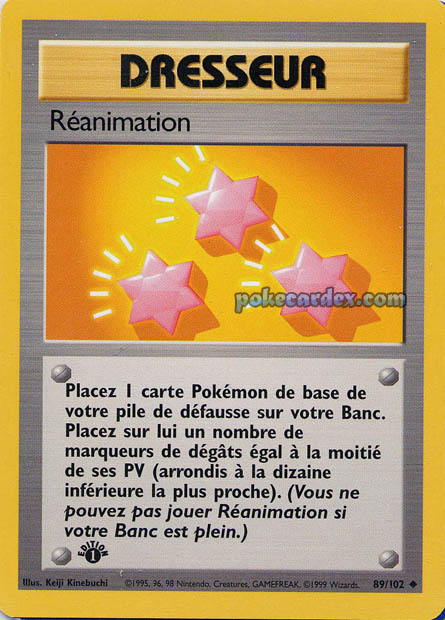 DRESSEUR
Réanimation
pokecardex.com
Placez 1 carte Pokémon de base de
votre pile de défausse sur votre Banc.
Placez sur lui un nombre de
marqueurs de dégâts égal à la moitié
de ses PV (arrondis à la dizaine
inférieure la plus proche). (Vous ne
pouvez pas jouer Réanimation si
votre Banc est plein.)
EDITION
1
Illus. Keiji Kinebuchi ©1995, 96, 98 Nintendo, Creatures, GAMEFREAK. ©1999 Wizards. 89/102